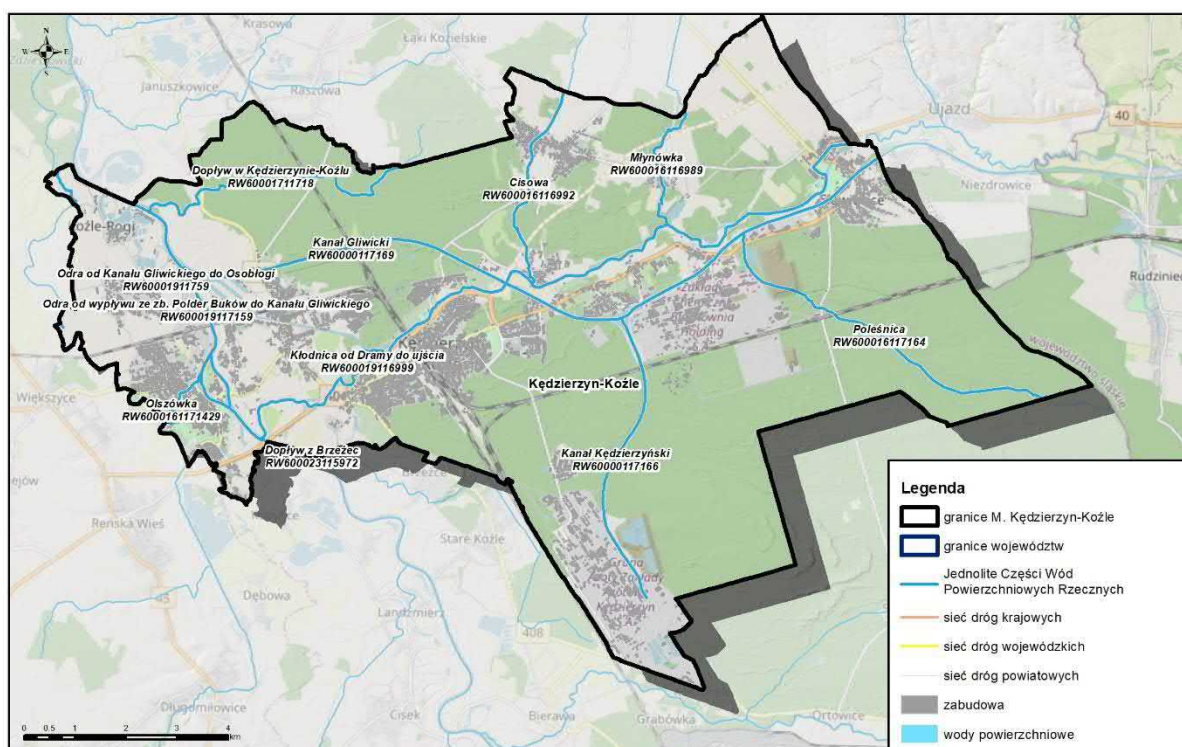 N
W
E
S
Krasowa
Łąki Kozielskie
Januszkowice
Raszowa
Ujazd
40
Dopływ w Kędzierzynie-Koźlu
RW60001711718
Cisowa
RW600016116992
Młynówka
RW600016116989
Niezdrowice
Kanał Gliwicki
RW60000117169
Odra od Kanału Gliwickiego do Osobłogi
RW60001911759
Odra od wypływu ze zb. Polder Buków do Kanału Gliwickiego
RW600019117159
Rudziniec
Poleśnica
RW600016117164
Kłodnica od Dramy do ujścia
RW600019116999
Kędzierzyn-Koźle
województwo śląskie
Większyce
Olszówka
RW6000161171429
Dopływ z Brzeziec
RW600023115972
Kanał Kędzierzyński
RW60000117166
Reńska Wieś
Stare Koźle
45
Dębowa
Landzmierz
408
Długomiłowice
Cisek
Bierawa
Grabówka
Ortowice
0 0.5 1 2 3 4
km
Legenda
granice M. Kędzierzyn-Koźle
granice województw
Jednolite Części Wód
Powierzchniowych Rzecznych
sieć dróg krajowych
sieć dróg wojewódzkich
sieć dróg powiatowych
zabudowa
wody powierzchniowe